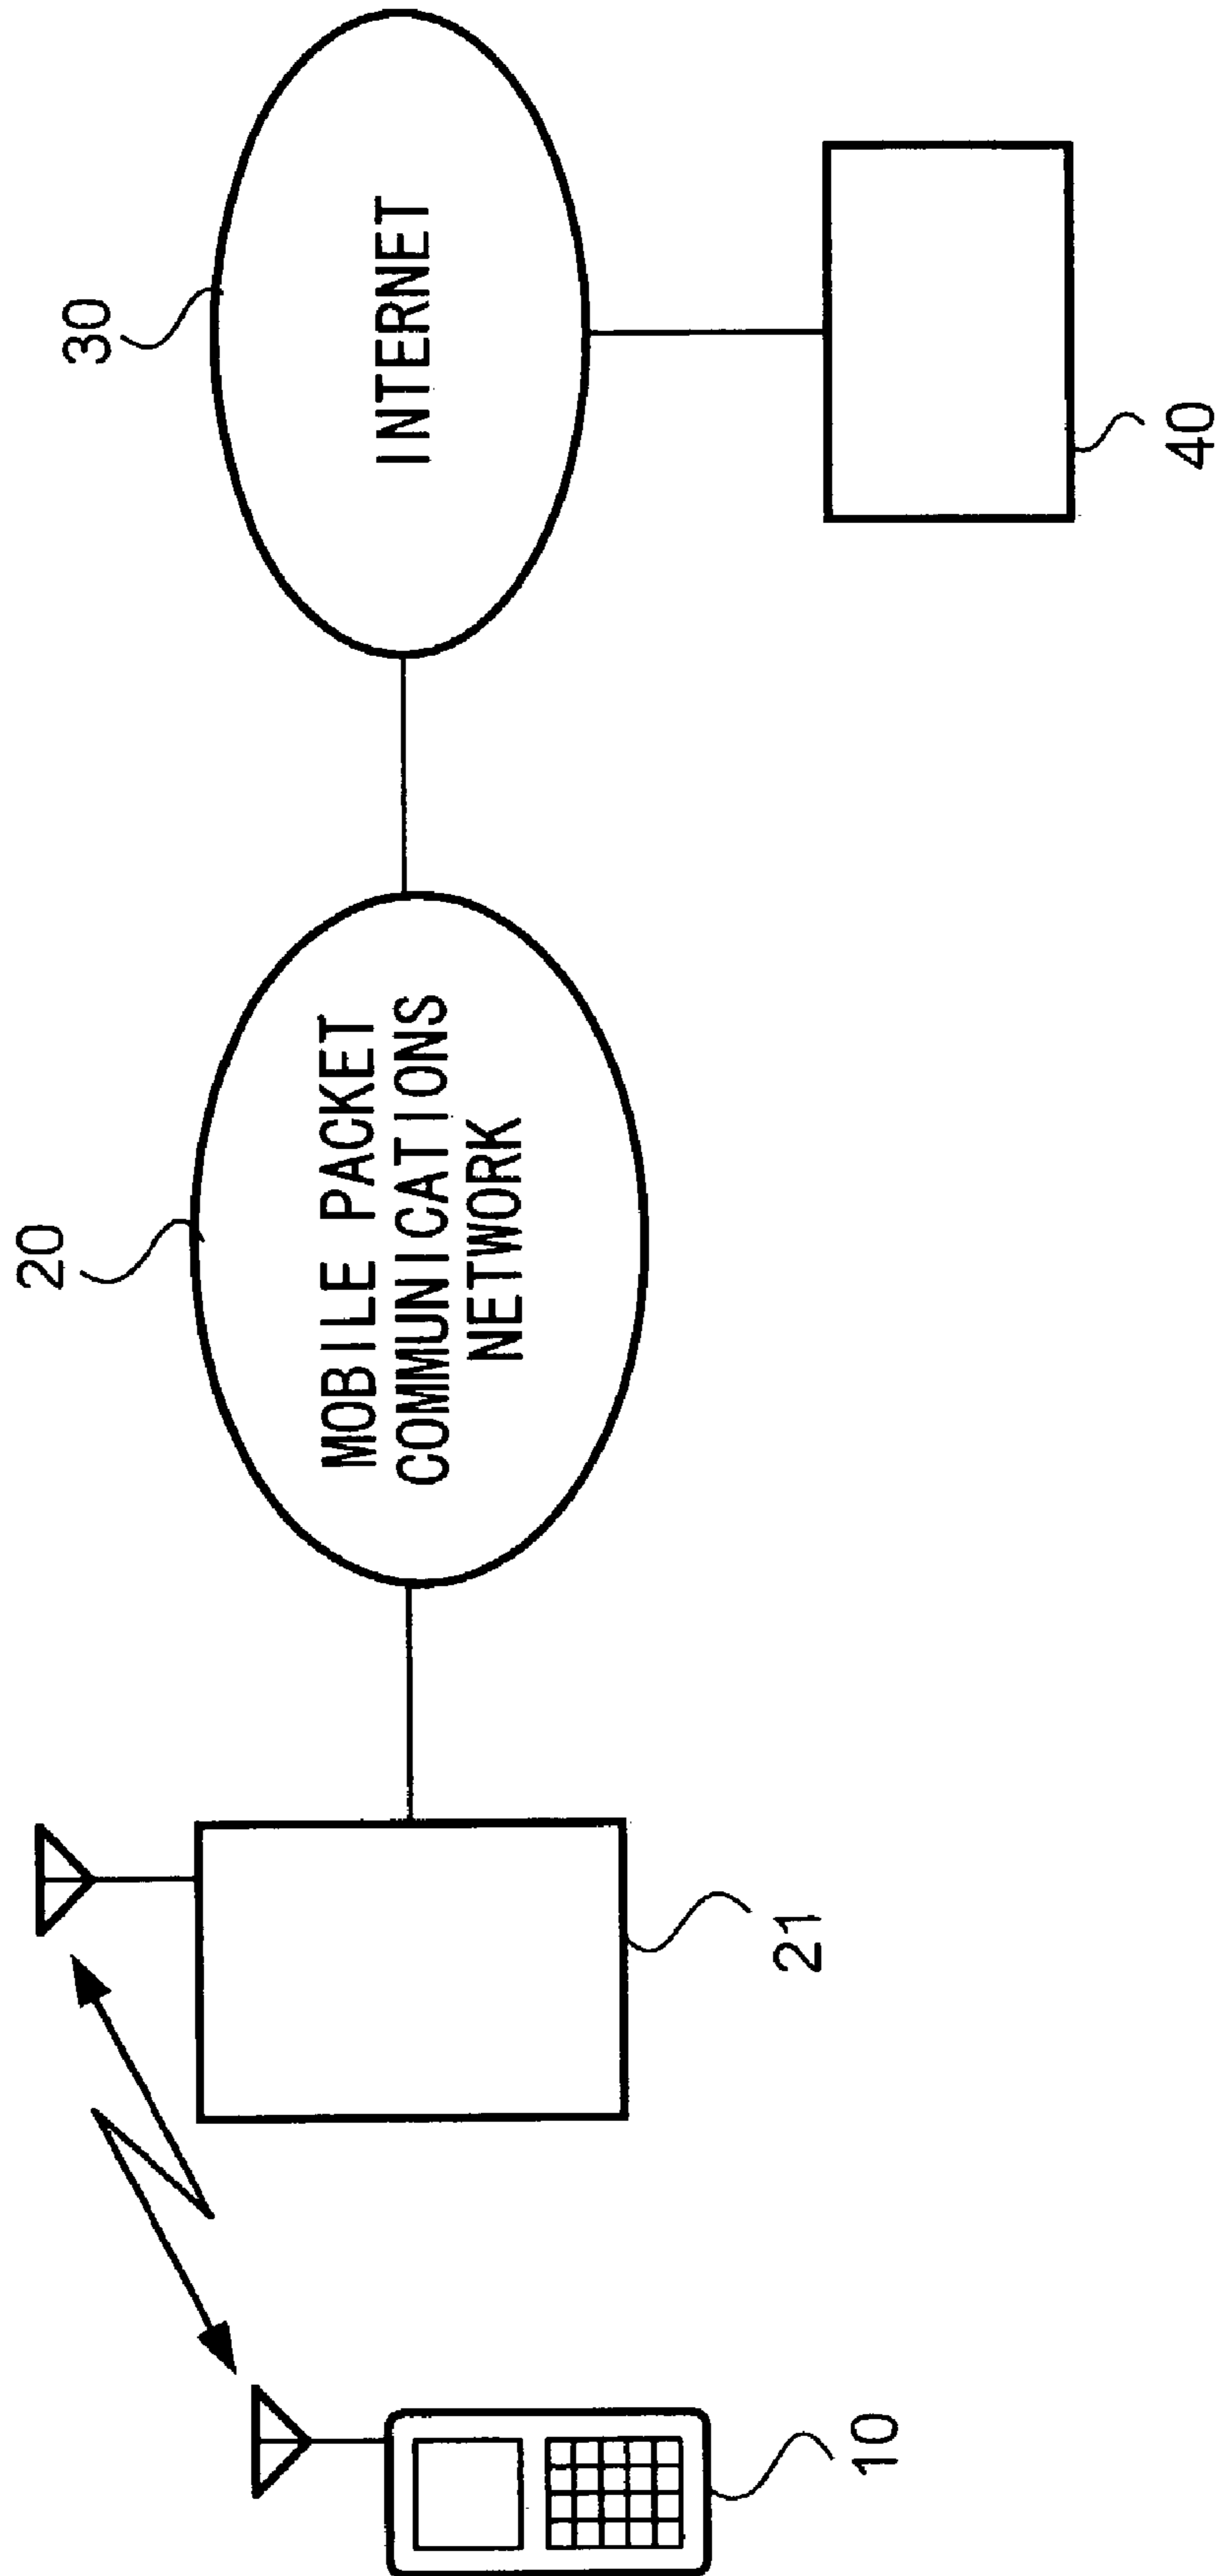 30
20
INTERNET
MOBILE PACKET
COMMUNICATIONS
NETWORK
40
21
10